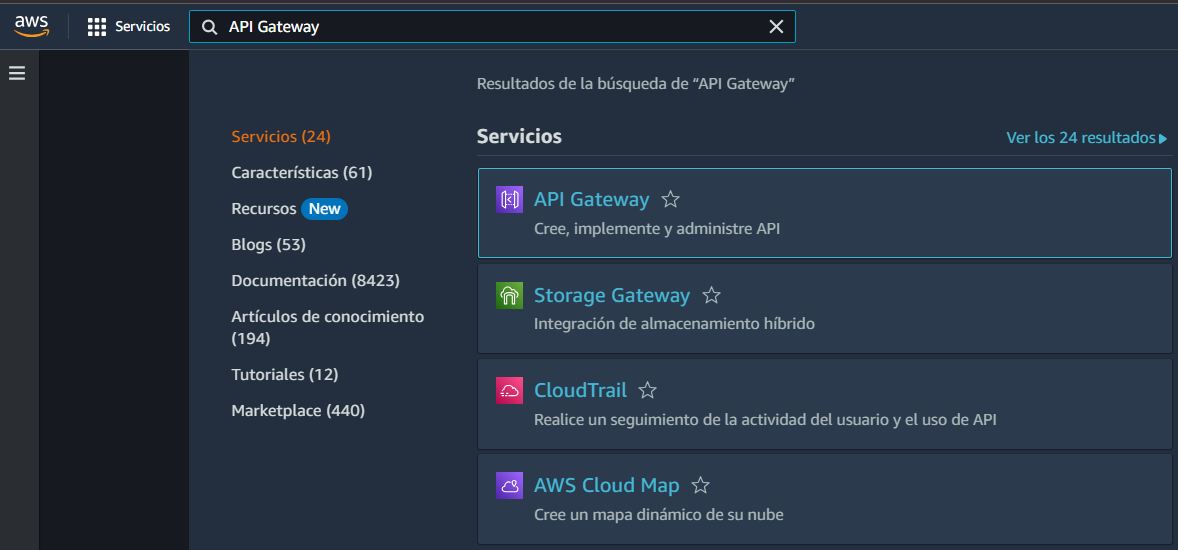 aws
Servicios
API Gateway
Resultados de la búsqueda de “API Gateway”
Servicios (24)
Características (61)
Recursos New
Blogs (53)
Documentación (8423)
Artículos de conocimiento
(194)
Tutoriales (12)
Marketplace (440)
Servicios
Ver los 24 resultados
API Gateway
Cree, implemente y administre API
Storage Gateway
Integración de almacenamiento híbrido
CloudTrail
Realice un seguimiento de la actividad del usuario y el uso de API
AWS Cloud Map
Cree un mapa dinámico de su nube